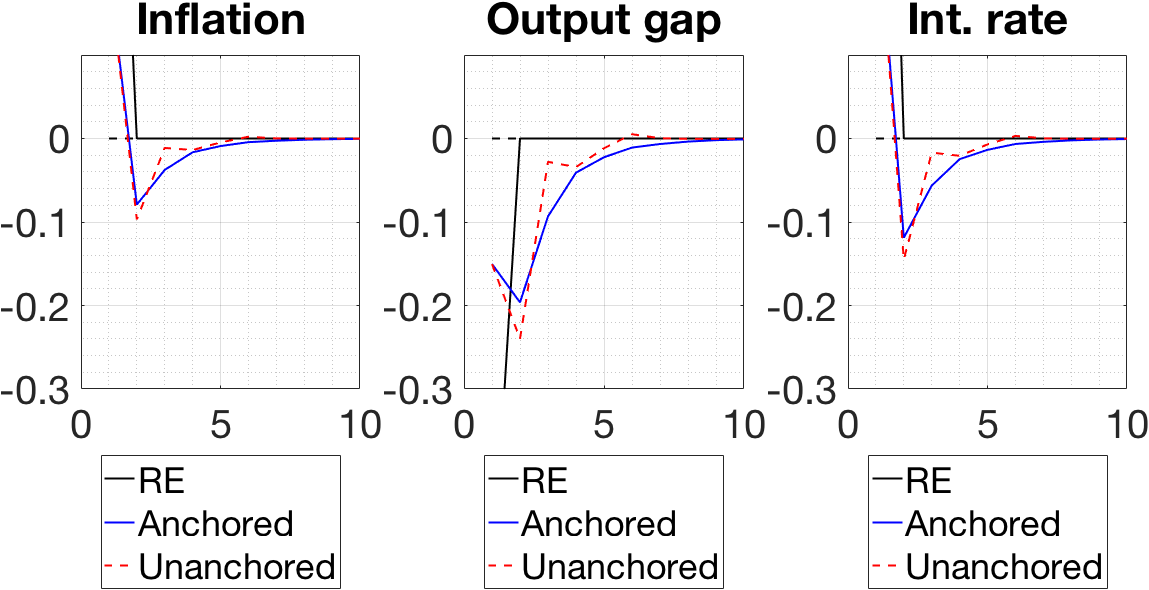 Inflation
0
-0.1
-0.2
-0.3
0 5 10
RE
Anchored
Unanchored
Output gap
0
-0.1
-0.2
-0.3
0 5 10
RE
Anchored
Unanchored
Int. rate
0
-0.1
-0.2
-0.3
0 5 10
RE
Anchored
Unanchored